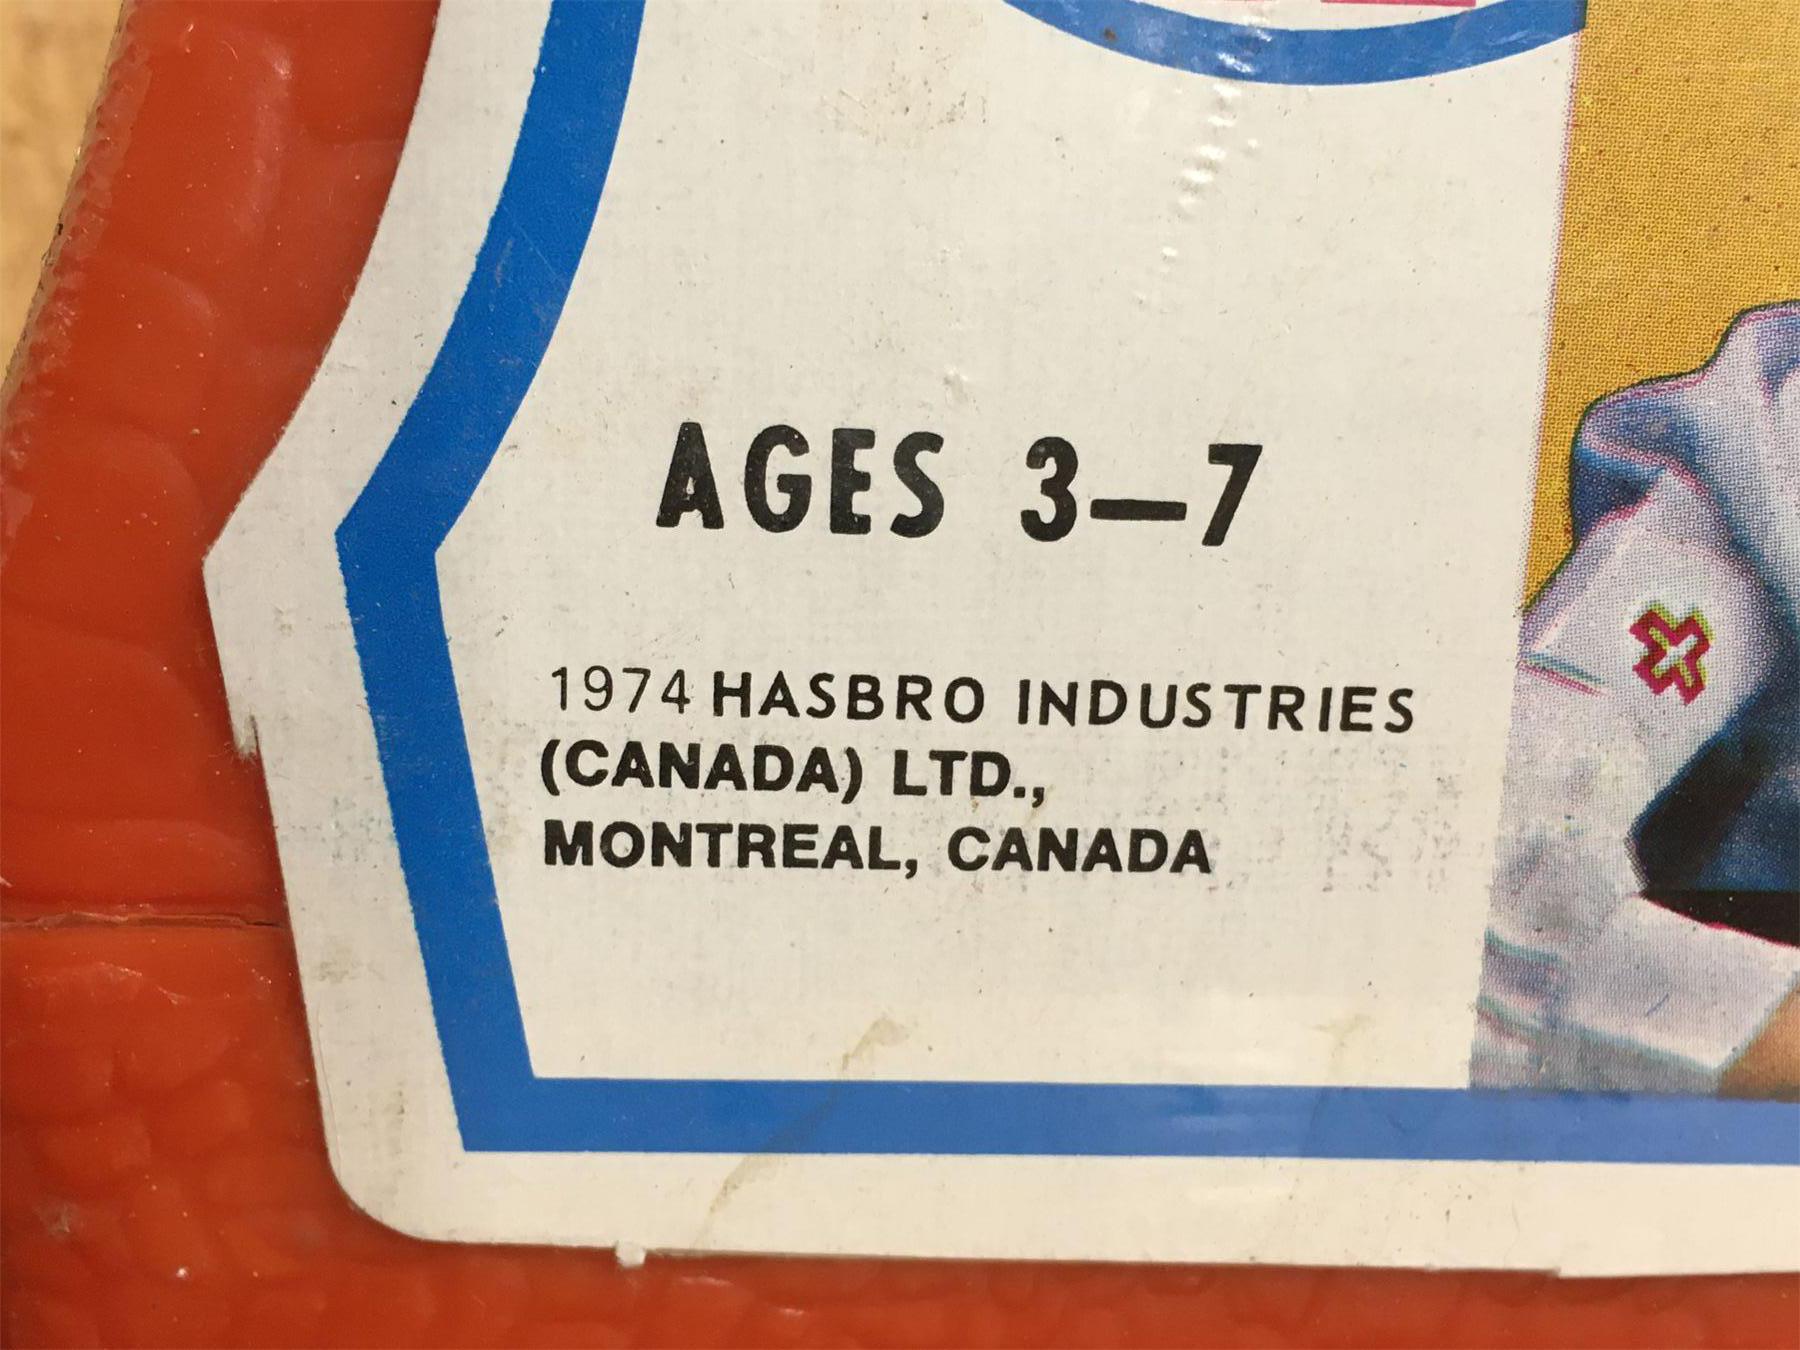 AGES 3—7
1974 HASBRO INDUSTRIES
(CANADA) LTD.,
MONTREAL, CANADA